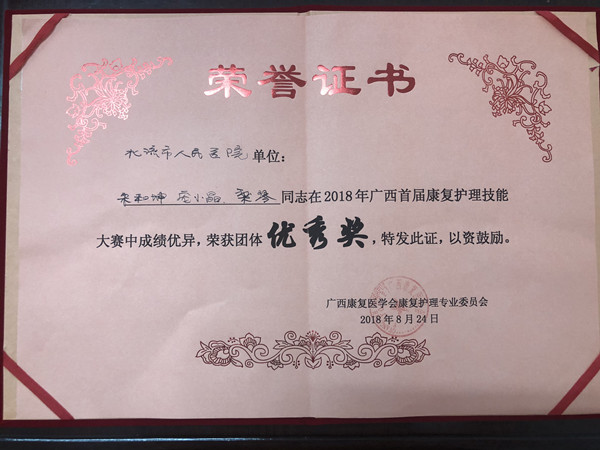 荣誉证书
北流市人民医院单位：
小 梁 同志在2018年广西首届康复护理技能
大赛中成绩优异，荣获团体优秀奖，特发此证，以资鼓励。
广西康复医学会康复护理专业委员会
2018年8月24日